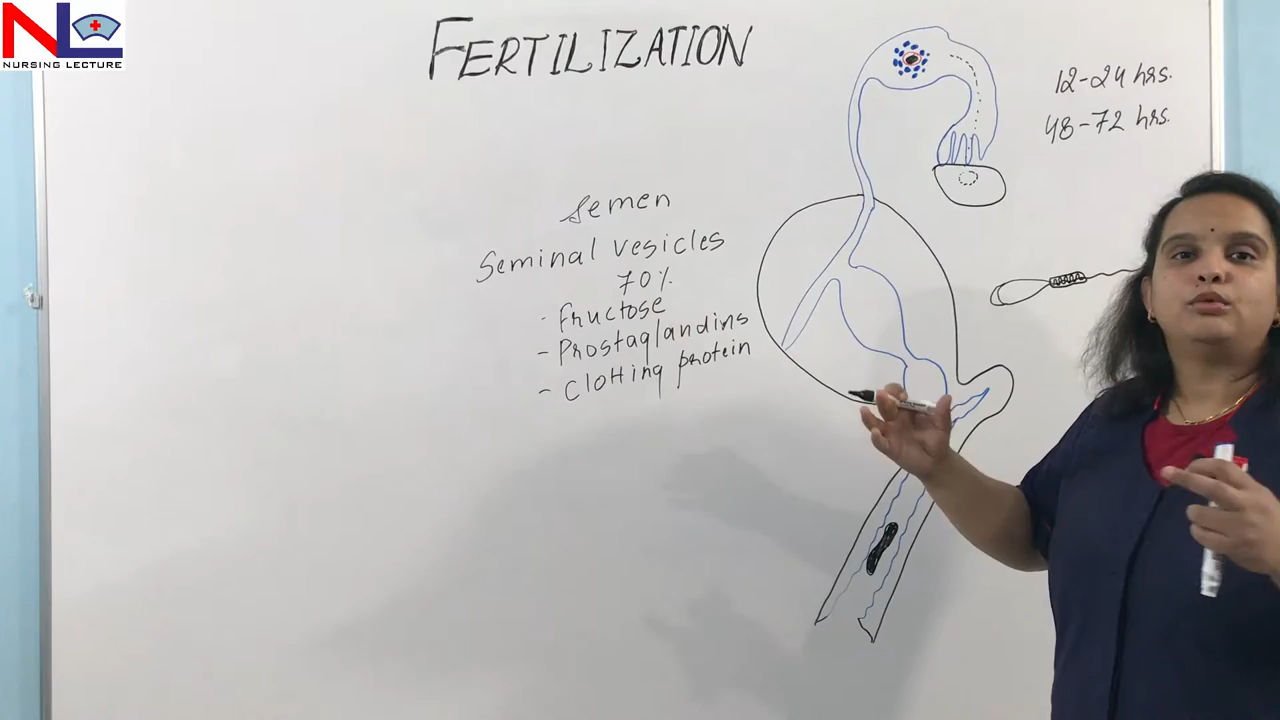 NL
NURSING LECTURE
FERTILIZATION
12-24 hrs.
48-72 hrs.
Semen
Seminal vesicles
70%
- Fructose
- Prostaglandins
- Clotting protein